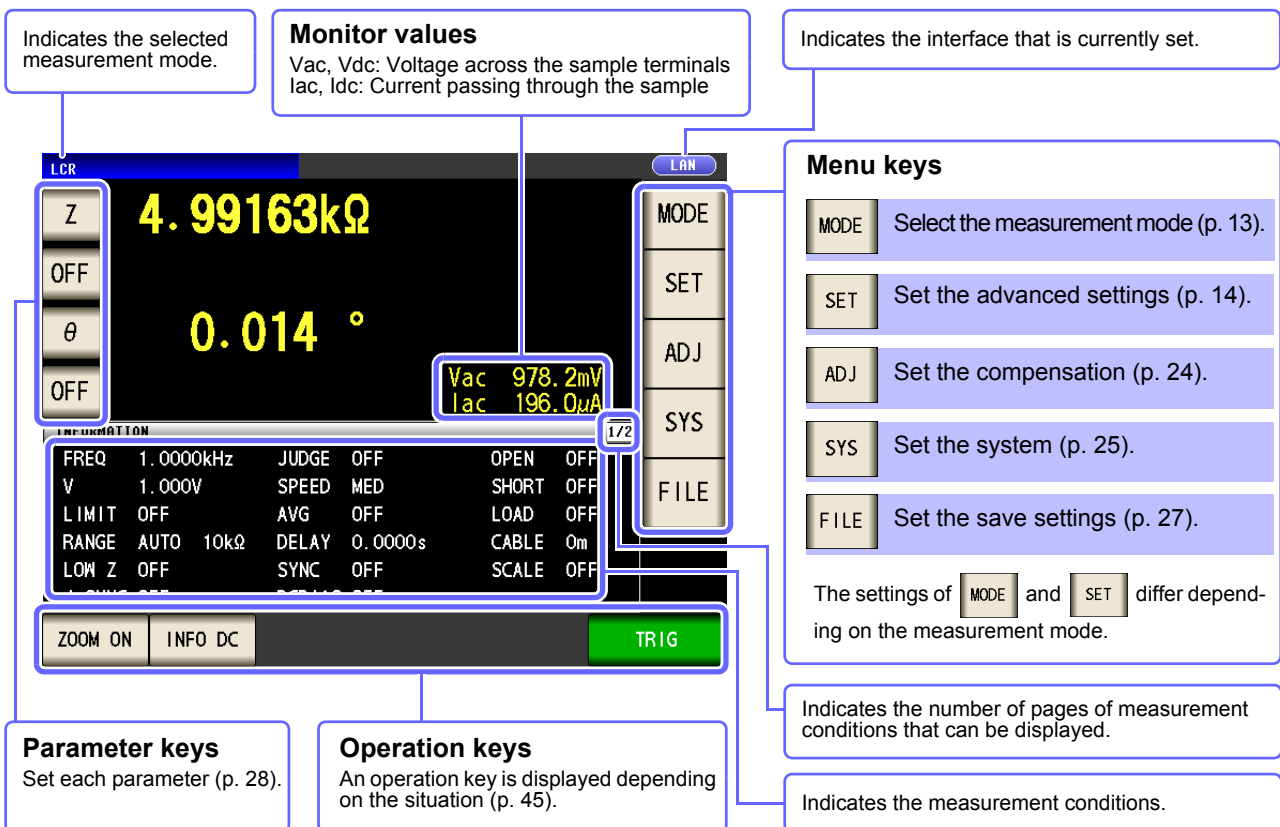 Indicates the selected
measurement mode.
Monitor values
Vac, Vdc: Voltage across the sample terminals
Iac, Idc: Current passing through the sample
Indicates the interface that is currently set.
LCR
LAN
Z
4.99163kΩ
OFF
θ
0.014 °
OFF
Vac 978.2mV
Iac 196.0µA
MODE
SET
ADJ
SYS
FILE
INFORMATION
1/2
FREQ 1.0000kHz JUDGE OFF OPEN OFF
V 1.000V SPEED MED SHORT OFF
LIMIT OFF AVG OFF LOAD OFF
RANGE AUTO 10kΩ DELAY 0.0000s CABLE 0m
LOW Z OFF SYNC OFF SCALE OFF
ZOOM ON INFO DC TRIG
Menu keys
MODE Select the measurement mode (p. 13).
SET Set the advanced settings (p. 14).
ADJ Set the compensation (p. 24).
SYS Set the system (p. 25).
FILE Set the save settings (p. 27).
The settings of MODE and SET differ depend-
ing on the measurement mode.
Indicates the number of pages of measurement
conditions that can be displayed.
Parameter keys
Set each parameter (p. 28).
Operation keys
An operation key is displayed depending
on the situation (p. 45).
Indicates the measurement conditions.